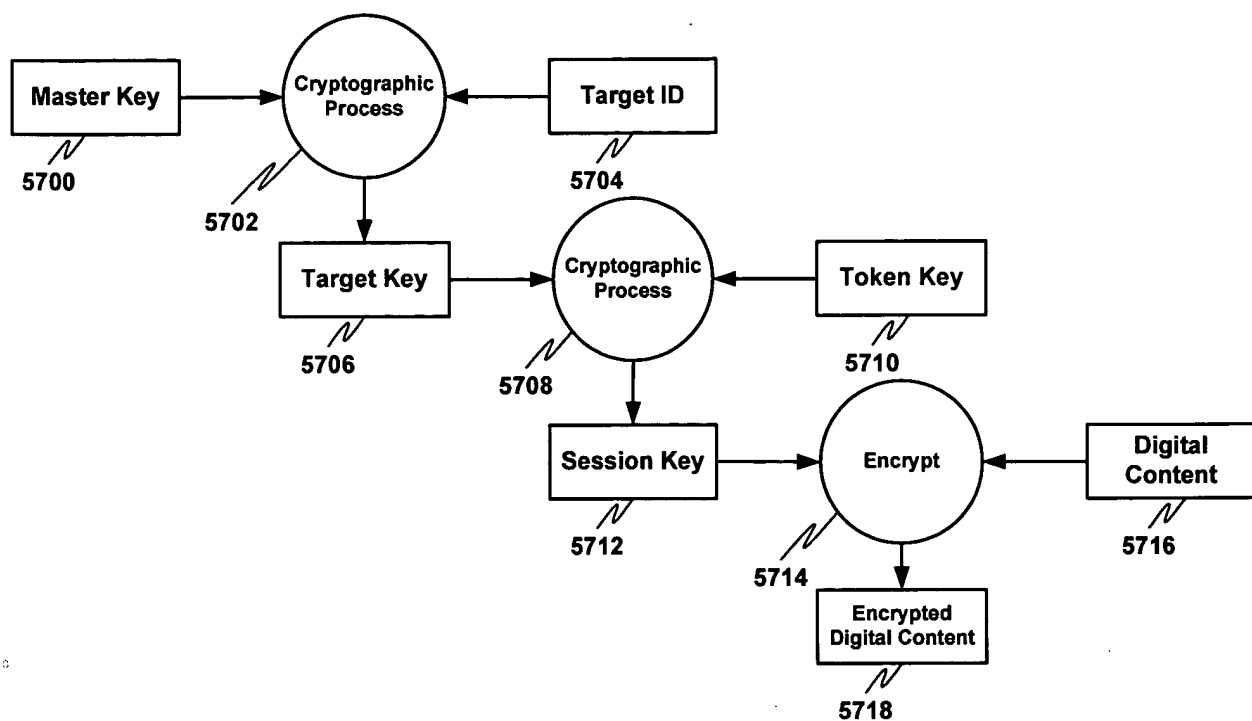 Master Key
Cryptographic
Process
Target ID
5700
5702
5704
Target Key
Cryptographic
Process
Token Key
5706
5708
5710
Session Key
Encrypt
Digital
Content
5712
5714
5716
Encrypted
Digital Content
5718